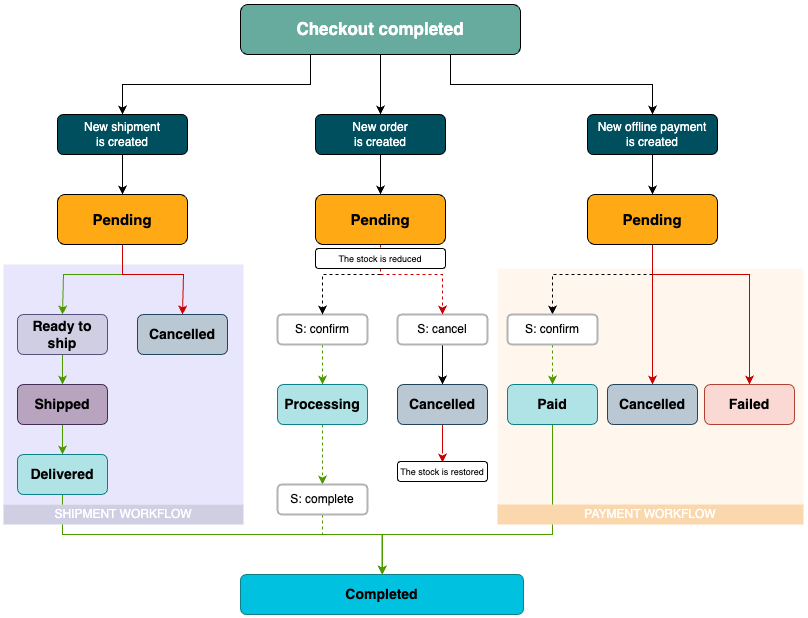 Checkout completed
New shipment
is created
New order
is created
New offline payment
is created
Pending
Pending
Pending
The stock is reduced
Ready to
ship
Cancelled
S: confirm
S: cancel
S: confirm
Shipped
Processing
Cancelled
Paid
Cancelled
Failed
Delivered
The stock is restored
S: complete
SHIPMENT WORKFLOW
PAYMENT WORKFLOW
Completed